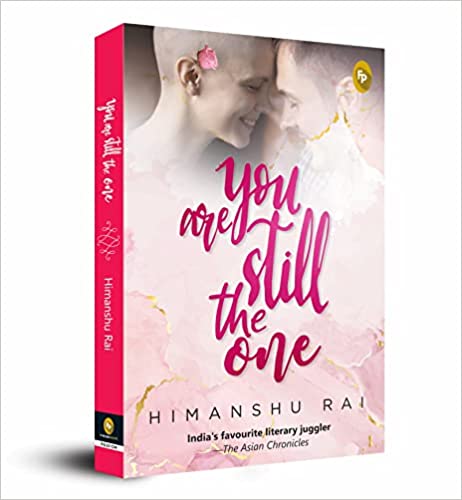 you are still the one
Himanshu Rai
FP
you
are
still
the
one
HIMANSHU RAI
India's favourite literary juggler
—The Asian Chronicles